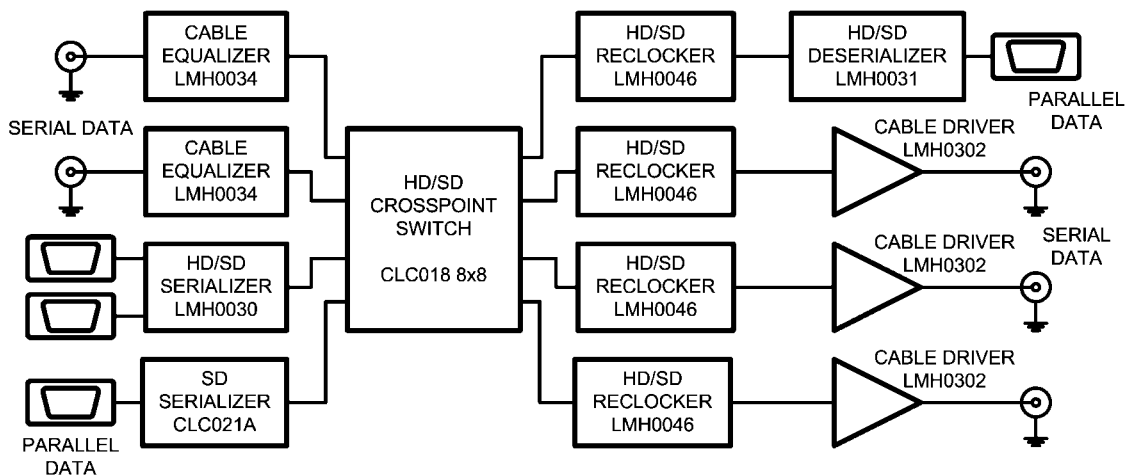 CABLE
EQUALIZER
LMH0034
SERIAL DATA
CABLE
EQUALIZER
LMH0034
HD/SD
SERIALIZER
LMH0030
SD
SERIALIZER
CLC021A
PARALLEL
DATA
HD/SD
CROSSPOINT
SWITCH
CLC018 8x8
HD/SD
RECLOCKER
LMH0046
HD/SD
DESERIALIZER
LMH0031
PARALLEL
DATA
HD/SD
RECLOCKER
LMH0046
CABLE DRIVER
LMH0302
SERIAL
DATA
HD/SD
RECLOCKER
LMH0046
CABLE DRIVER
LMH0302
HD/SD
RECLOCKER
LMH0046
CABLE DRIVER
LMH0302